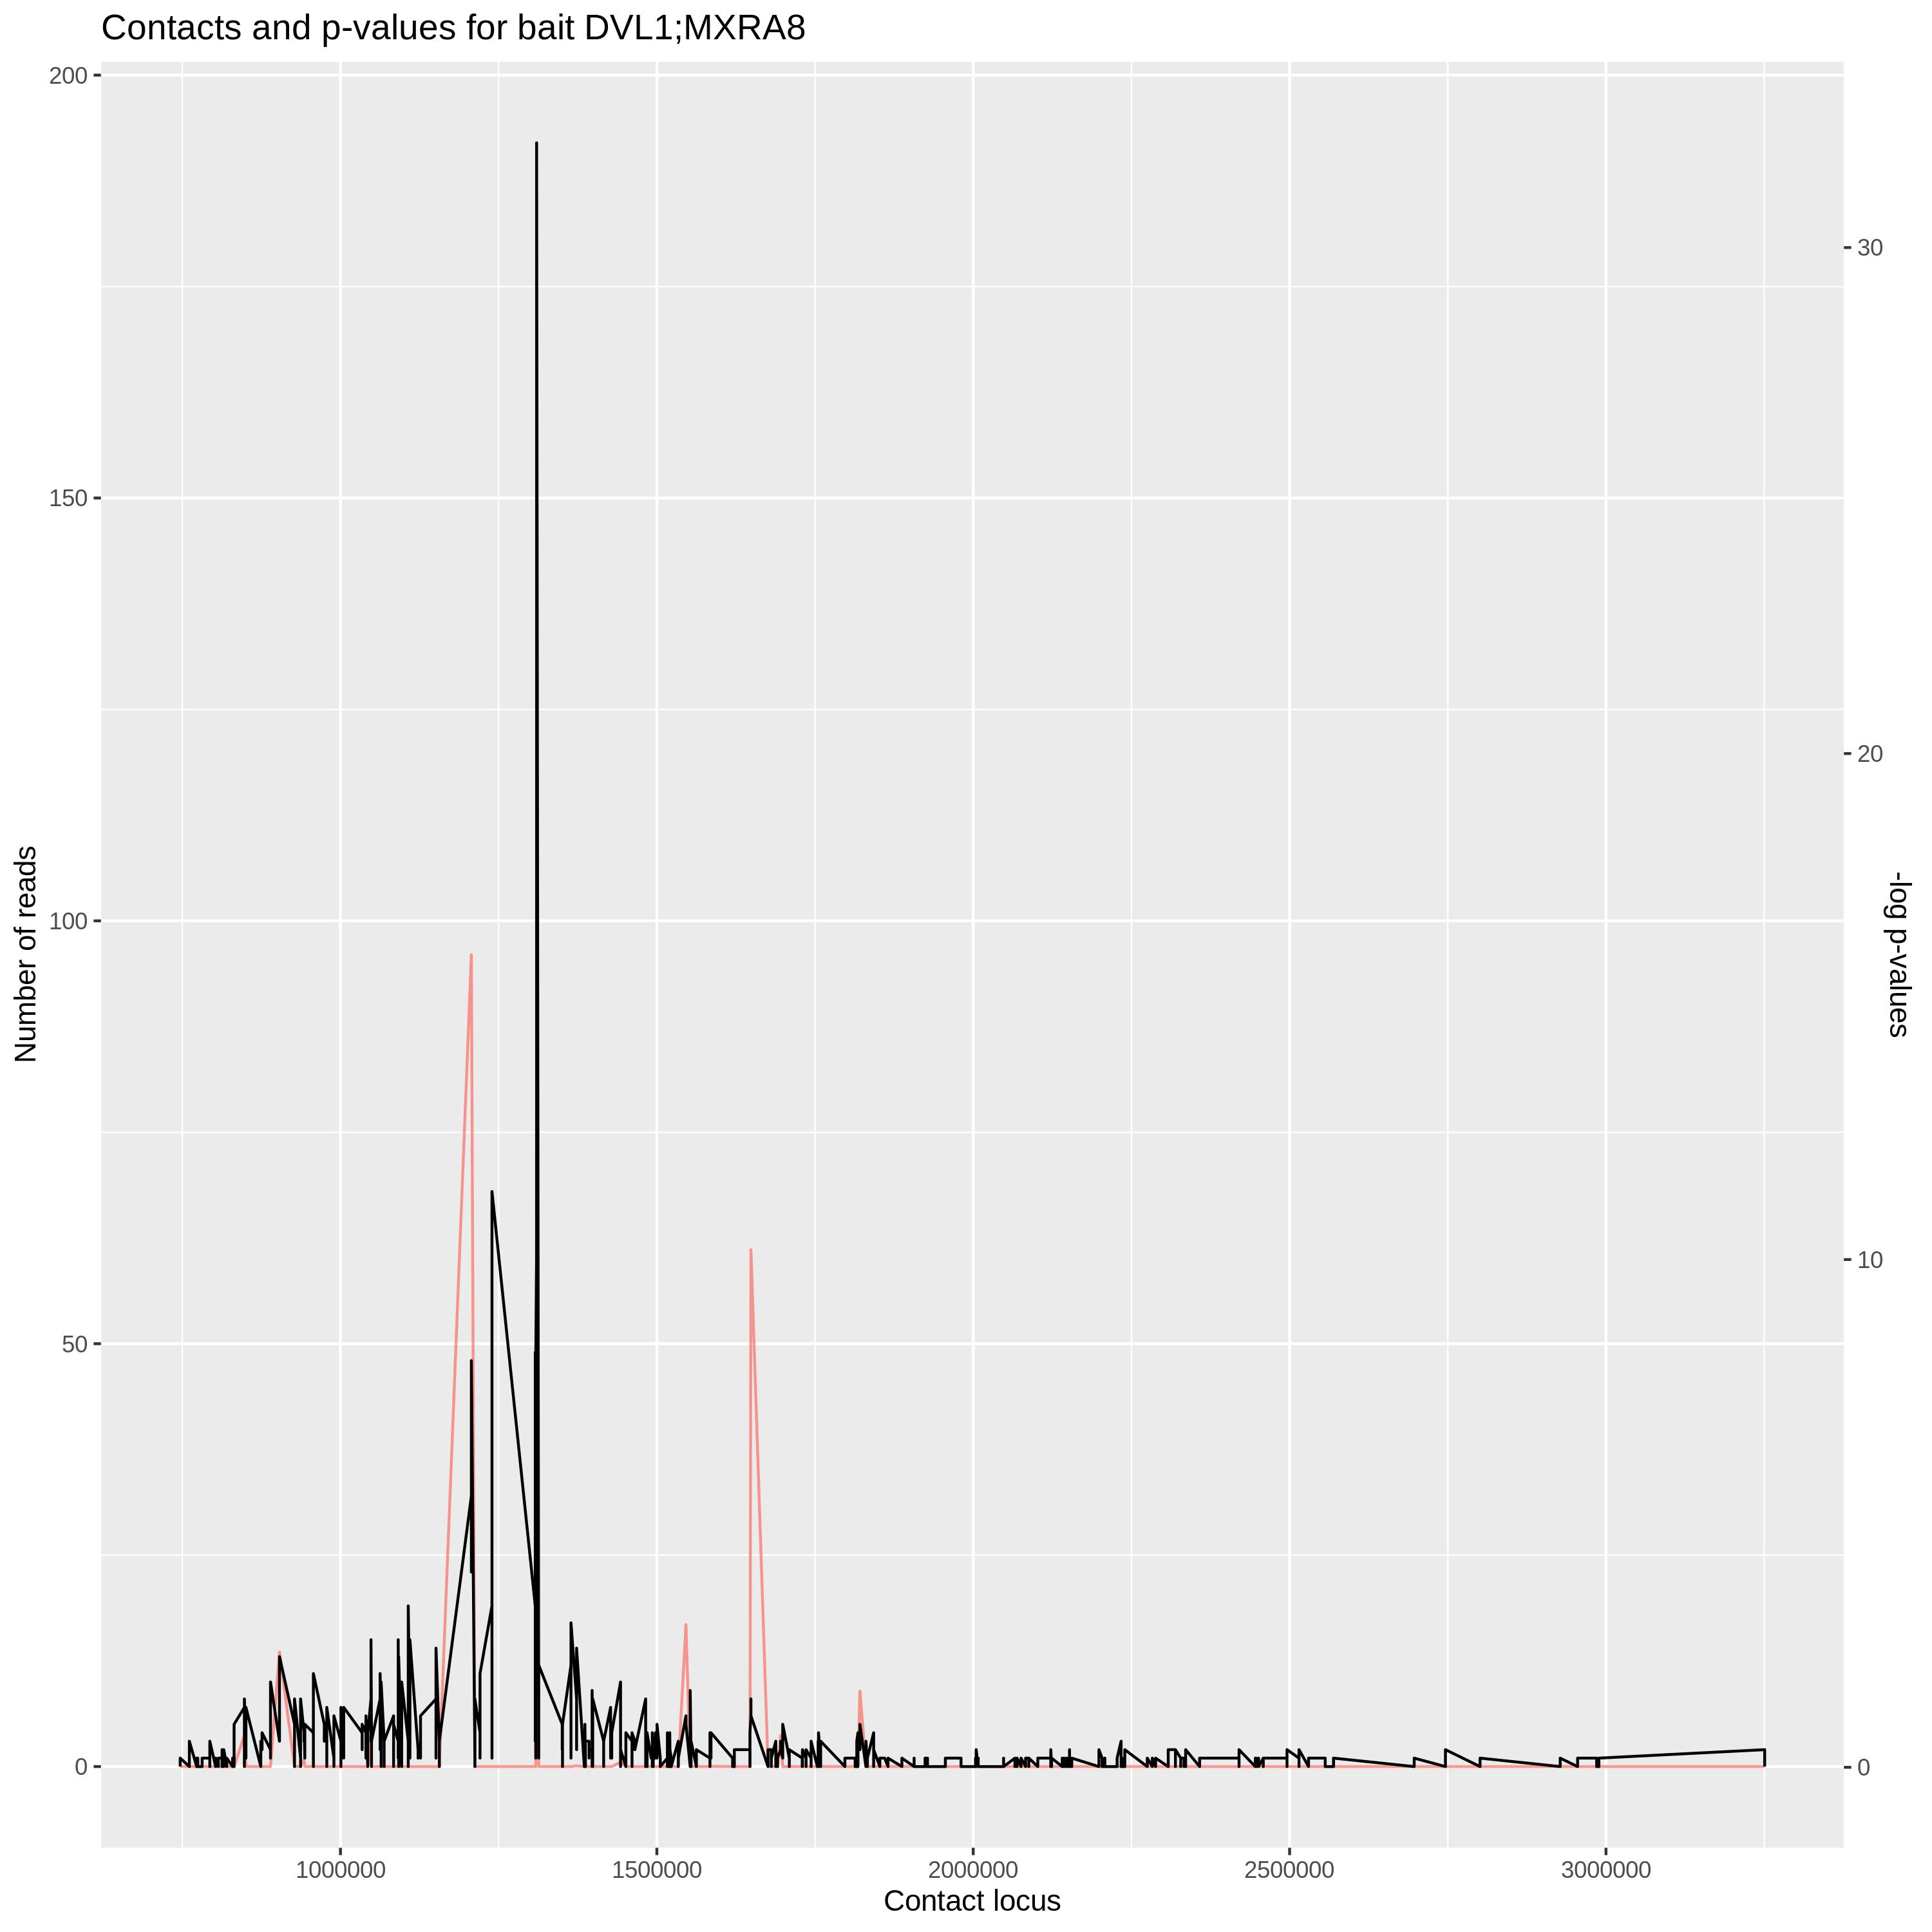 Contacts and p-values for bait DVL1;MXRA8
200
150
100
50
0
Number of reads
30
20
10
0
-log p-values
1000000 1500000 2000000 2500000 3000000
Contact locus